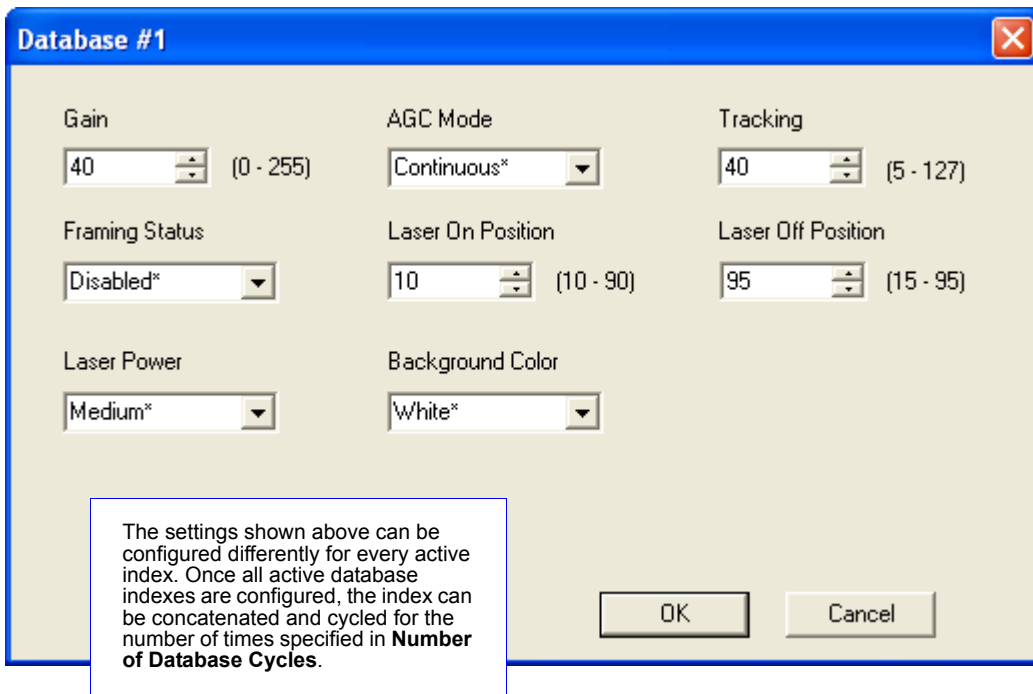 Database #1
Gain
AGC Mode
Tracking
40
(0 - 255)
Continuous*
40
(5 - 127)
Framing Status
Laser On Position
Laser Off Position
Disabled*
10
(10 - 90)
95
(15 - 95)
Laser Power
Background Color
Medium*
White*
The settings shown above can be
configured differently for every active
index. Once all active database
indexes are configured, the index can
be concatenated and cycled for the
number of times specified in Number
of Database Cycles.
OK
Cancel